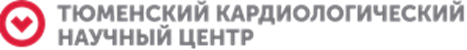 ТЮМЕНСКИЙ КАРДИОЛОГИЧЕСКИЙ
НАУЧНЫЙ ЦЕНТР